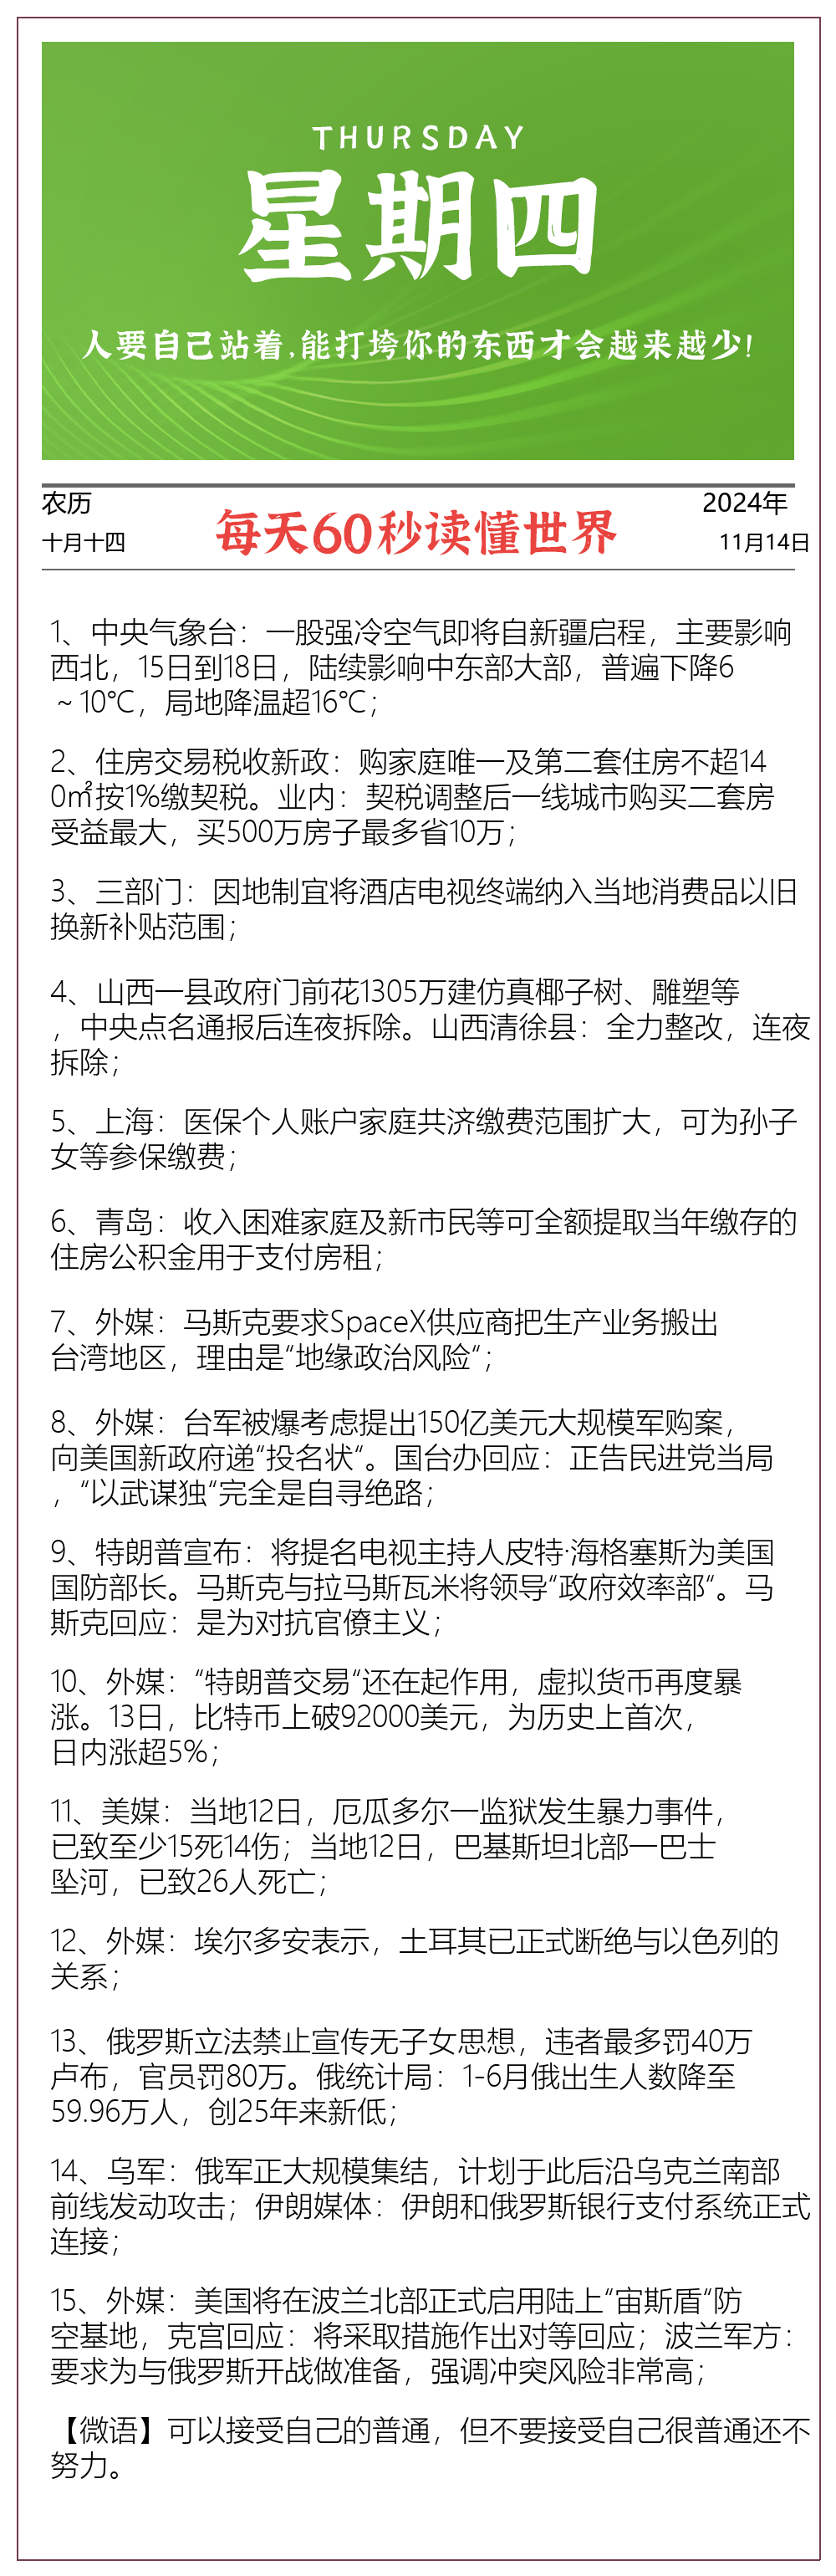 THURSDAY
星期四
人要自己站着,能打垮你的东西才会越来越少!
农历
十月十四
每天60秒读懂世界
2024年
11月14日
1、中央气象台：一股强冷空气即将自新疆启程，主要影响
西北，15日到18日，陆续影响中东部大部，普遍下降6
～10℃，局地降温超16℃；
2、住房交易税收新政：购家庭唯一及第二套住房不超14
0㎡按1%缴契税。业内：契税调整后一线城市购买二套房
受益最大，买500万房子最多省10万；
3、三部门：因地制宜将酒店电视终端纳入当地消费品以旧
换新补贴范围；
4、山西一县政府门前花1305万建仿真椰子树、雕塑等
，中央点名通报后连夜拆除。山西清徐县：全力整改，连夜
拆除；
5、上海：医保个人账户家庭共济缴费范围扩大，可为孙子
女等参保缴费；
6、青岛：收入困难家庭及新市民等可全额提取当年缴存的
住房公积金用于支付房租；
7、外媒：马斯克要求SpaceX供应商把生产业务搬出
台湾地区，理由是“地缘政治风险“；
8、外媒：台军被爆考虑提出150亿美元大规模军购案，
向美国新政府递“投名状“。国台办回应：正告民进党当局
，“以武谋独“完全是自寻绝路；
9、特朗普宣布：将提名电视主持人皮特·海格塞斯为美国
国防部长。马斯克与拉马斯瓦米将领导“政府效率部“。马
斯克回应：是为对抗官僚主义；
10、外媒：“特朗普交易“还在起作用，虚拟货币再度暴
涨。13日，比特币上破92000美元，为历史上首次，
日内涨超5%；
11、美媒：当地12日，厄瓜多尔一监狱发生暴力事件，
已致至少15死14伤；当地12日，巴基斯坦北部一巴士
坠河，已致26人死亡；
12、外媒：埃尔多安表示，土耳其已正式断绝与以色列的
关系；
13、俄罗斯立法禁止宣传无子女思想，违者最多罚40万
卢布，官员罚80万。俄统计局：1-6月俄出生人数降至
59.96万人，创25年来新低；
14、乌军：俄军正大规模集结，计划于此后沿乌克兰南部
前线发动攻击；伊朗媒体：伊朗和俄罗斯银行支付系统正式
连接；
15、外媒：美国将在波兰北部正式启用陆上“宙斯盾“防
空基地，克宫回应：将采取措施作出对等回应；波兰军方：
要求为与俄罗斯开战做准备，强调冲突风险非常高；
【微语】可以接受自己的普通，但不要接受自己很普通还不
努力。